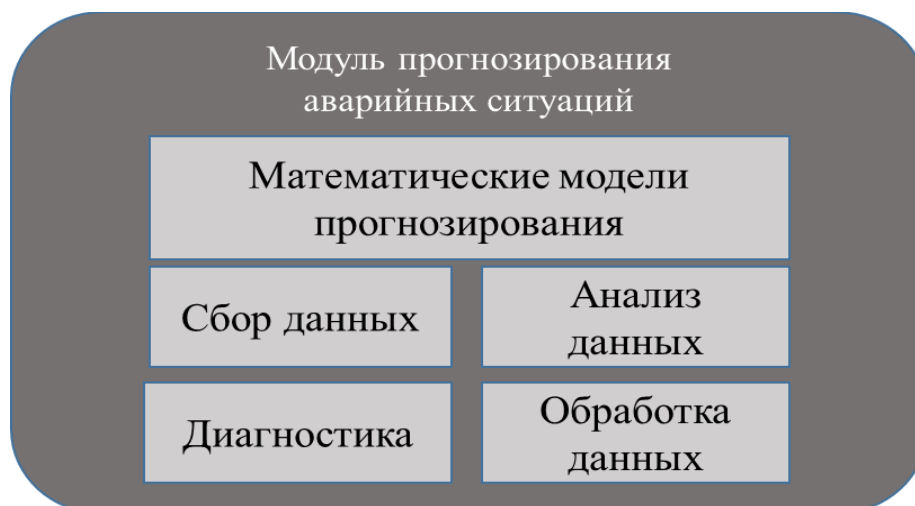 Модуль прогнозирования
аварийных ситуаций
Математические модели
прогнозирования
Сбор данных
Анализ
данных
Диагностика
Обработка
данных